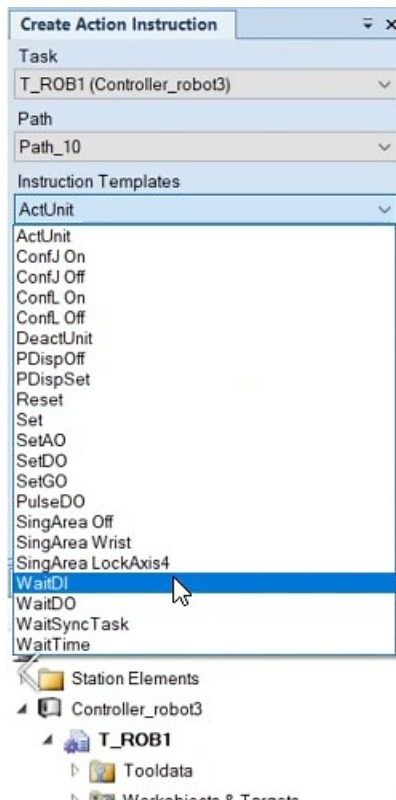 Create Action Instruction
Task
T_ROB1 (Controller_robot3)
Path
Path_10
Instruction Templates
ActUnit
ActUnit
ConfJ On
ConfJ Off
ConfL On
ConfL Off
DeactUnit
PDispOff
PDispSet
Reset
Set
SetAO
SetDO
SetGO
PulseDO
SingArea Off
SingArea Wrist
SingArea LockAxis4
WaitDI
WaitDO
WaitSyncTask
WaitTime
Station Elements
Controller_robot3
T_ROB1
Tooldata
Workobjects & Targets